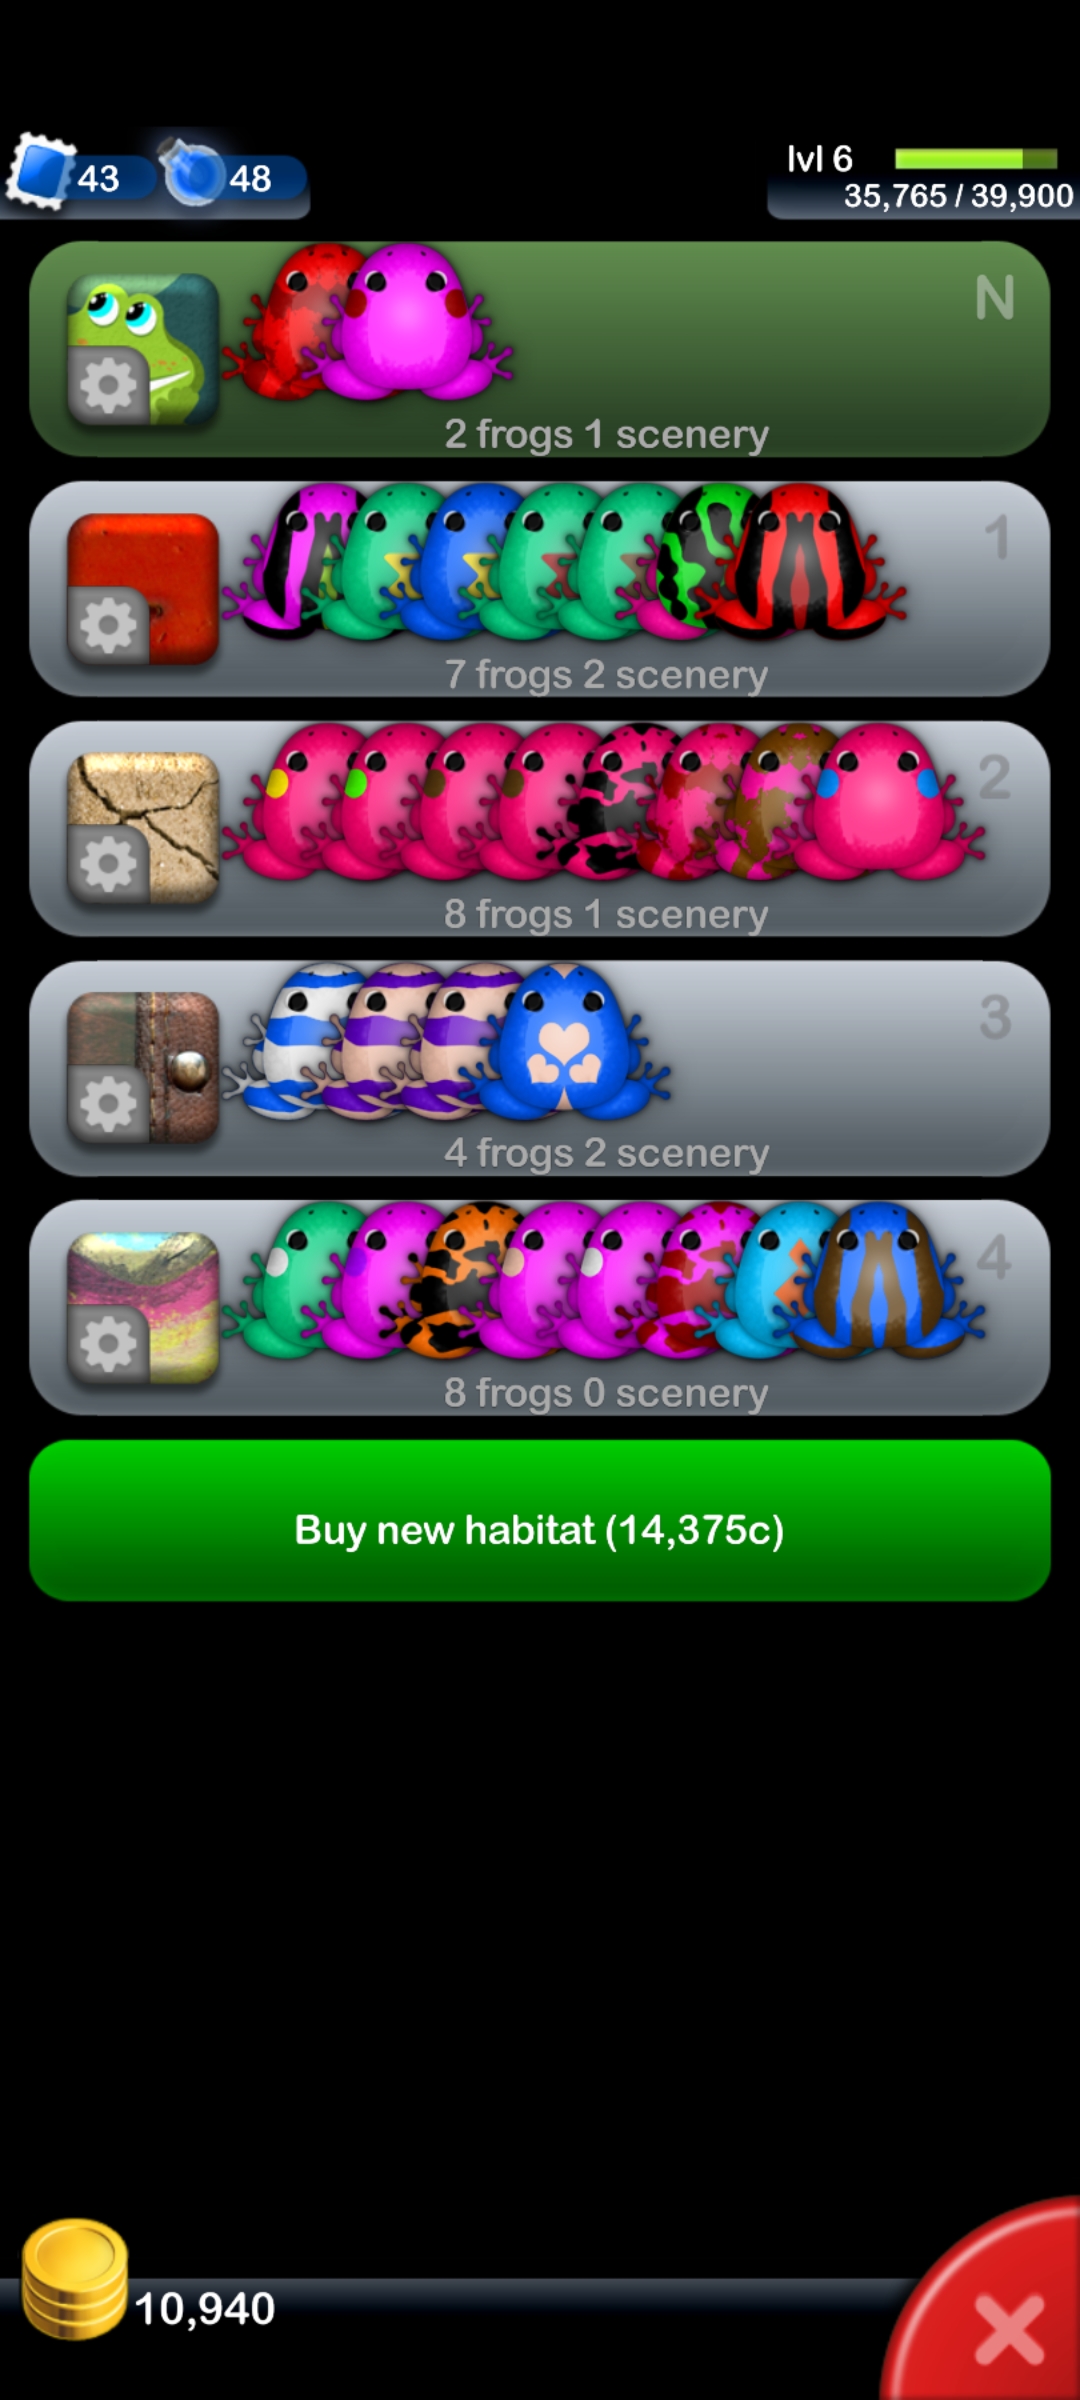 43
48
lvl 6
35,765 / 39,900
N
2 frogs 1 scenery
1
7 frogs 2 scenery
2
8 frogs 1 scenery
3
4 frogs 2 scenery
4
8 frogs 0 scenery
Buy new habitat (14,375c)
10,940